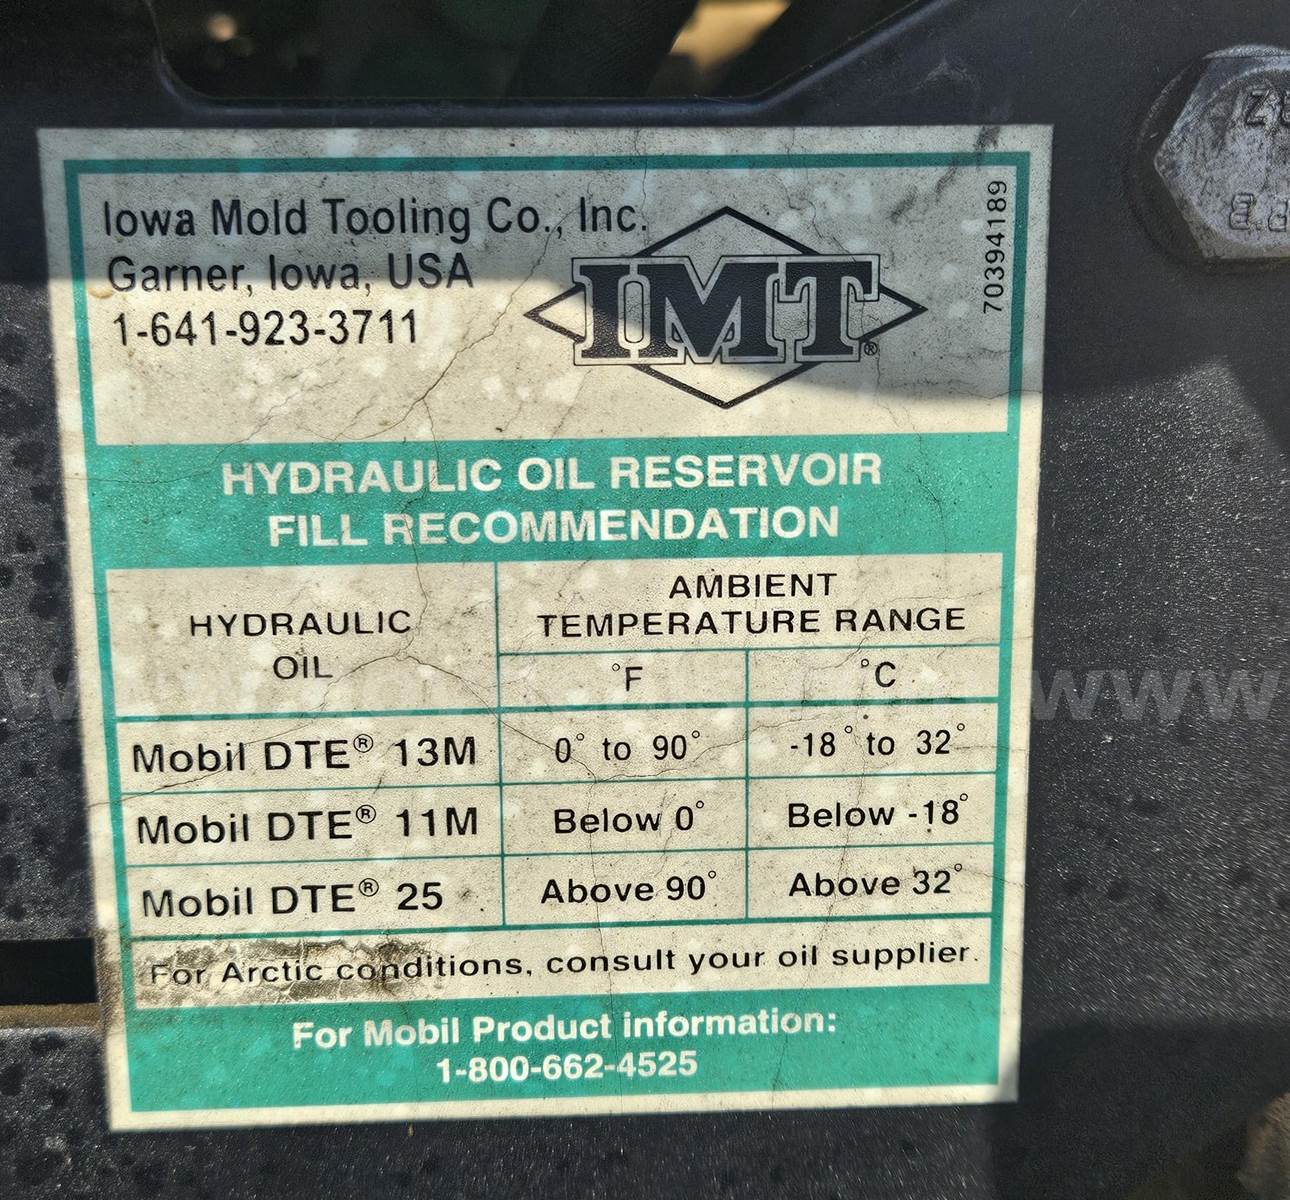 Iowa Mold Tooling Co., Inc.
Garner, Iowa, USA
1-641-923-3711
IMT®
70394189
HYDRAULIC OIL RESERVOIR
FILL RECOMMENDATION
HYDRAULIC
OIL
AMBIENT
TEMPERATURE RANGE
°F
°C
Mobil DTE® 13M 0° to 90° -18° to 32°
Mobil DTE® 11M Below 0° Below -18°
Mobil DTE® 25 Above 90° Above 32°
For Arctic conditions, consult your oil supplier.
For Mobil Product information:
1-800-662-4525
www